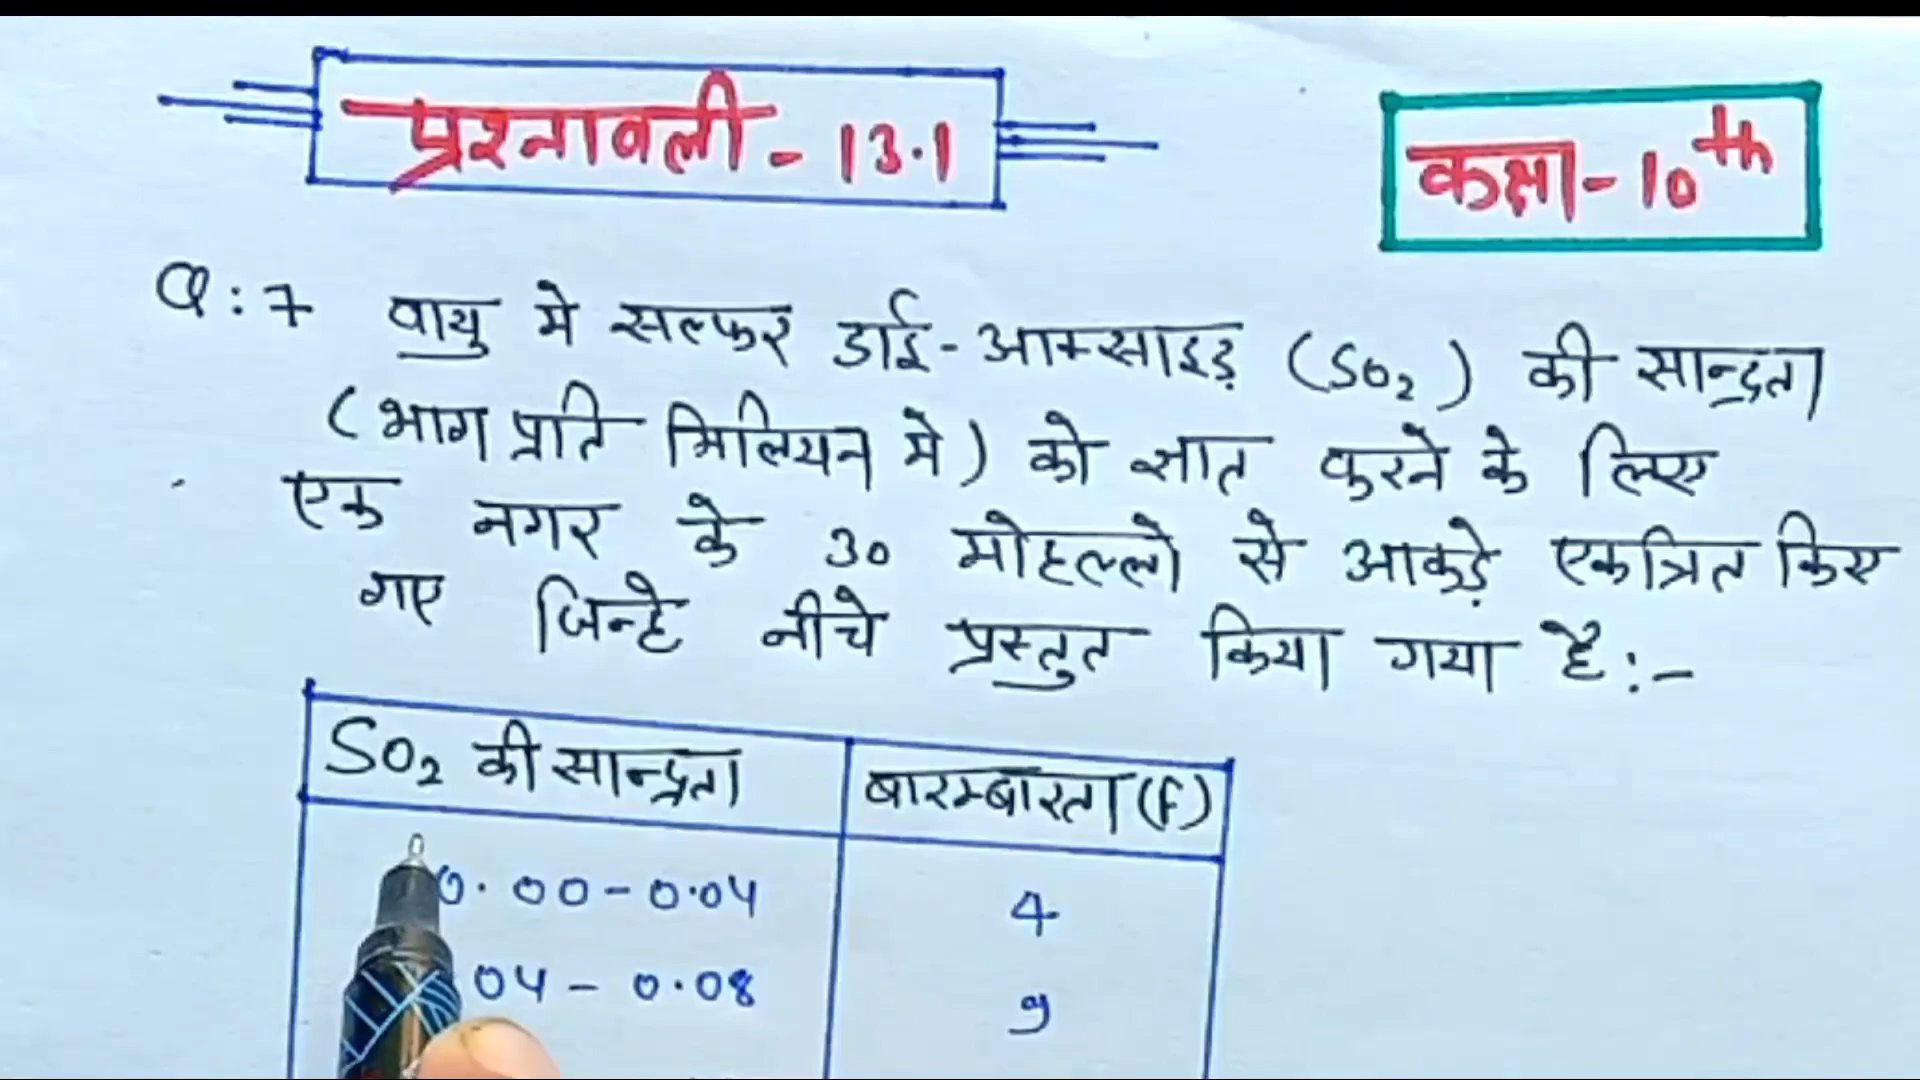 प्रश्नावली - 13.1
कक्षा - 10th
Q:7 वायु मे सल्फर डाई-आक्साइड़ (SO2) की सान्द्रता
(भाग प्रति मिलियन मे) को ज्ञात करने के लिए
एक नगर के 30 मोहल्लो से आकड़े एकत्रित किए
गए जिन्हे नीचे प्रस्तुत किया गया है:-
SO2 की सान्द्रता बारम्बारता (f)
0.00-0.04 4
04-0.08 9